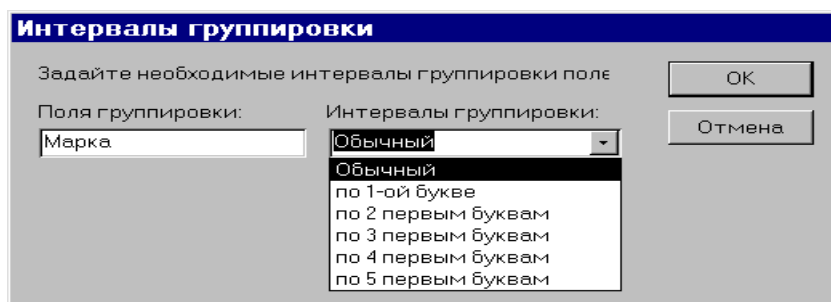 Интервалы группировки
Задайте необходимые интервалы группировки поле
OK
Поля группировки:
Интервалы группировки:
Отмена
Марка
Обычный
Обычный
по 1-ой букве
по 2 первым буквам
по 3 первым буквам
по 4 первым буквам
по 5 первым буквам